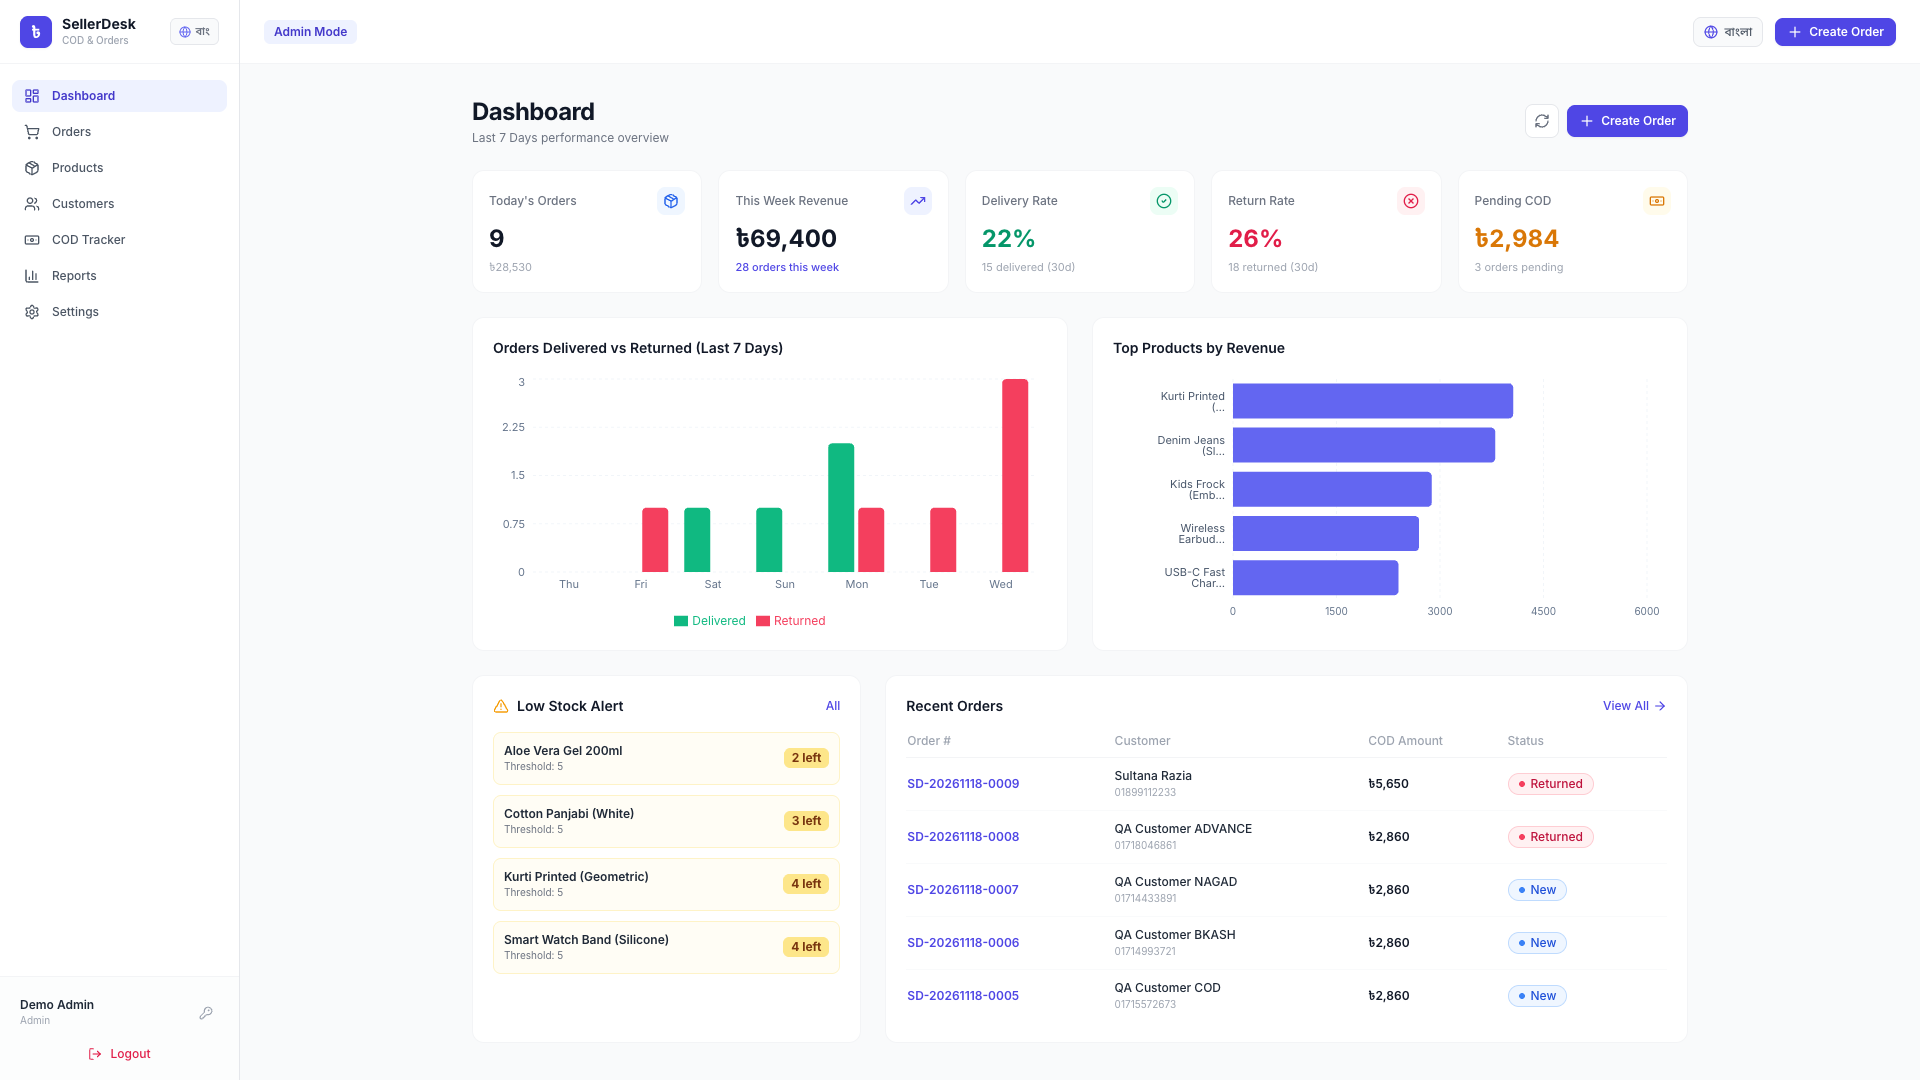 ৳
SellerDesk
COD & Orders
বাং
Dashboard
Orders
Products
Customers
COD Tracker
Reports
Settings
Demo Admin
Admin
Logout
Admin Mode
বাংলা
Create Order
Dashboard
Last 7 Days performance overview
Create Order
Today's Orders
9
৳28,530
This Week Revenue
৳69,400
28 orders this week
Delivery Rate
22%
15 delivered (30d)
Return Rate
26%
18 returned (30d)
Pending COD
৳2,984
3 orders pending
Orders Delivered vs Returned (Last 7 Days)
3
2.25
1.5
0.75
0
Thu Fri Sat Sun Mon Tue Wed
Delivered Returned
Top Products by Revenue
Kurti Printed
(...
Denim Jeans
(Sl...
Kids Frock
(Emb...
Wireless
Earbud...
USB-C Fast
Char...
0 1500 3000 4500 6000
Low Stock Alert
All
Aloe Vera Gel 200ml
Threshold: 5
2 left
Cotton Panjabi (White)
Threshold: 5
3 left
Kurti Printed (Geometric)
Threshold: 5
4 left
Smart Watch Band (Silicone)
Threshold: 5
4 left
Recent Orders
View All
Order # Customer COD Amount Status
SD-20261118-0009 Sultana Razia ৳5,650 Returned
01899112233
SD-20261118-0008 QA Customer ADVANCE ৳2,860 Returned
01718046861
SD-20261118-0007 QA Customer NAGAD ৳2,860 New
01714433891
SD-20261118-0006 QA Customer BKASH ৳2,860 New
01714993721
SD-20261118-0005 QA Customer COD ৳2,860 New
01715572673